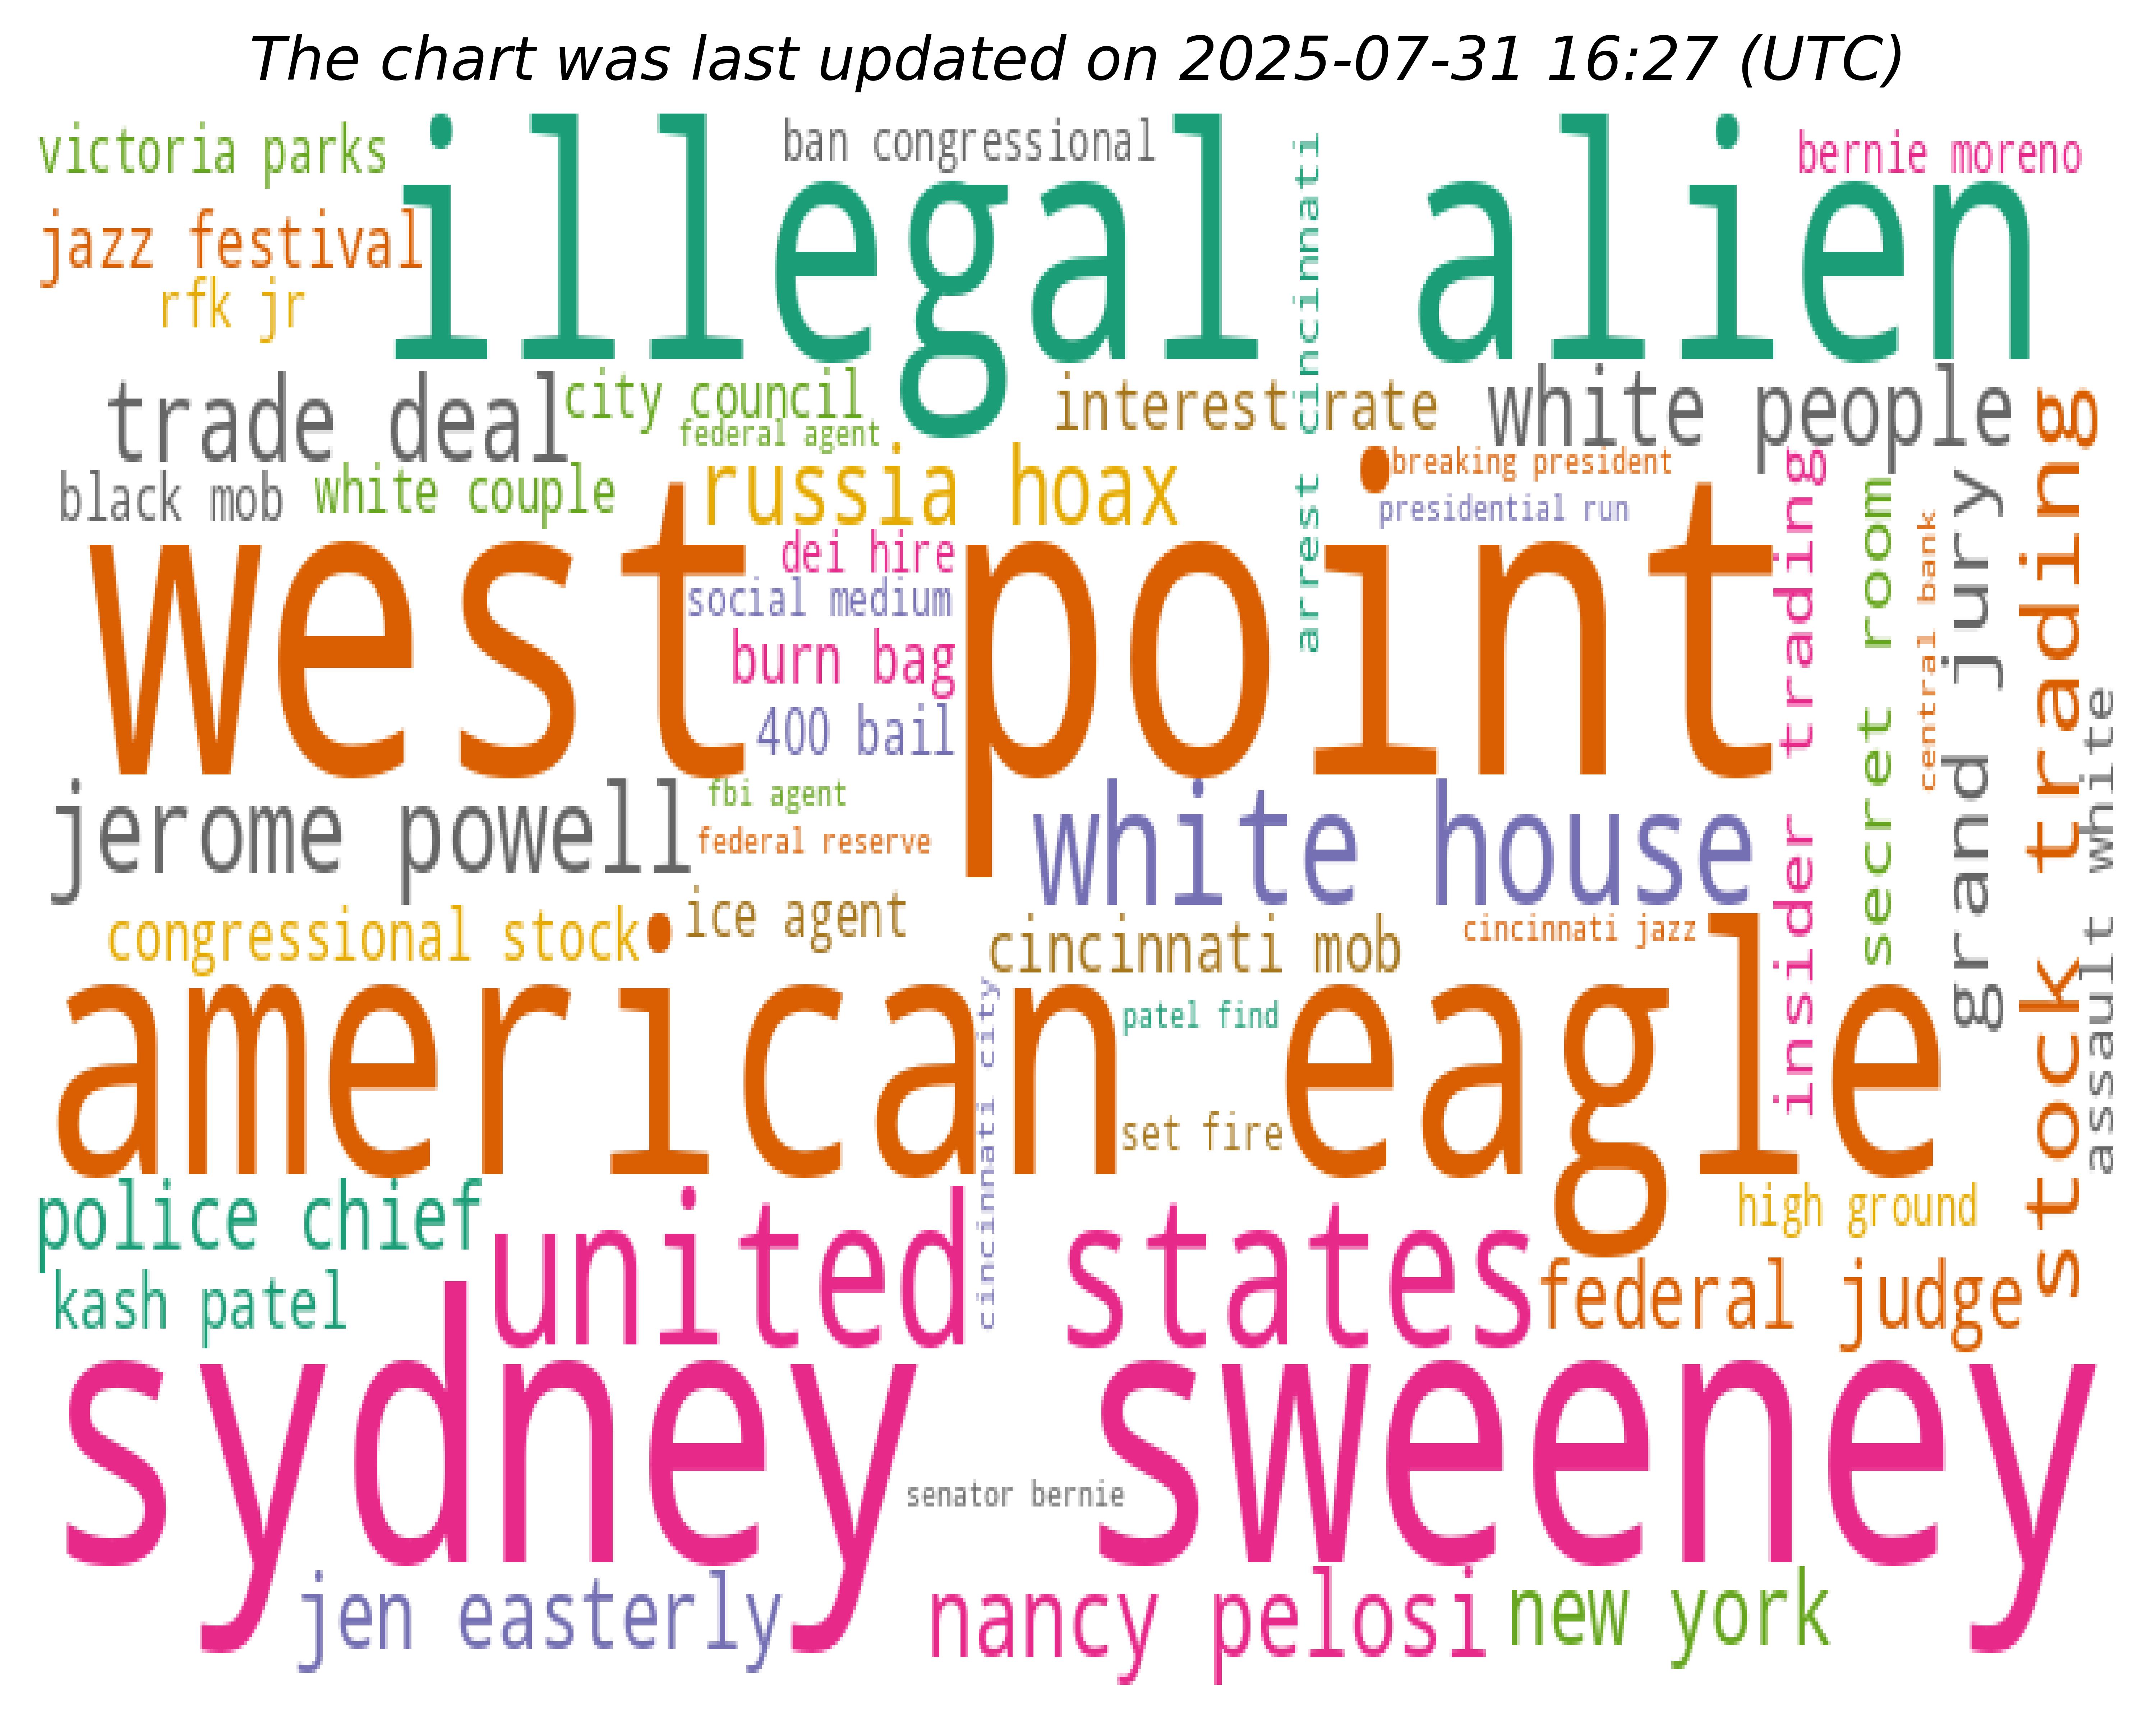 The chart was last updated on 2025-07-31 16:27 (UTC)
victoria parks
ban congressional
bernie moreno
illegal alien
jazz festival
rfk jr
arrest cincinnati
trade deal
city council
interest rate
white people
federal agent
black mob
white couple
russia hoax
breaking president
presidential run
west point
dei hire
social medium
burn bag
400 bail
insider trading
secret room
central bank
grand jury
stock trading
assault white
jerome powell
fbi agent
federal reserve
white house
congressional stock
ice agent
cincinnati mob
cincinnati jazz
american eagle
cincinnati city
patel find
set fire
police chief
united states
high ground
kash patel
federal judge
sydney sweeney
senator bernie
jen easterly
nancy pelosi
new york